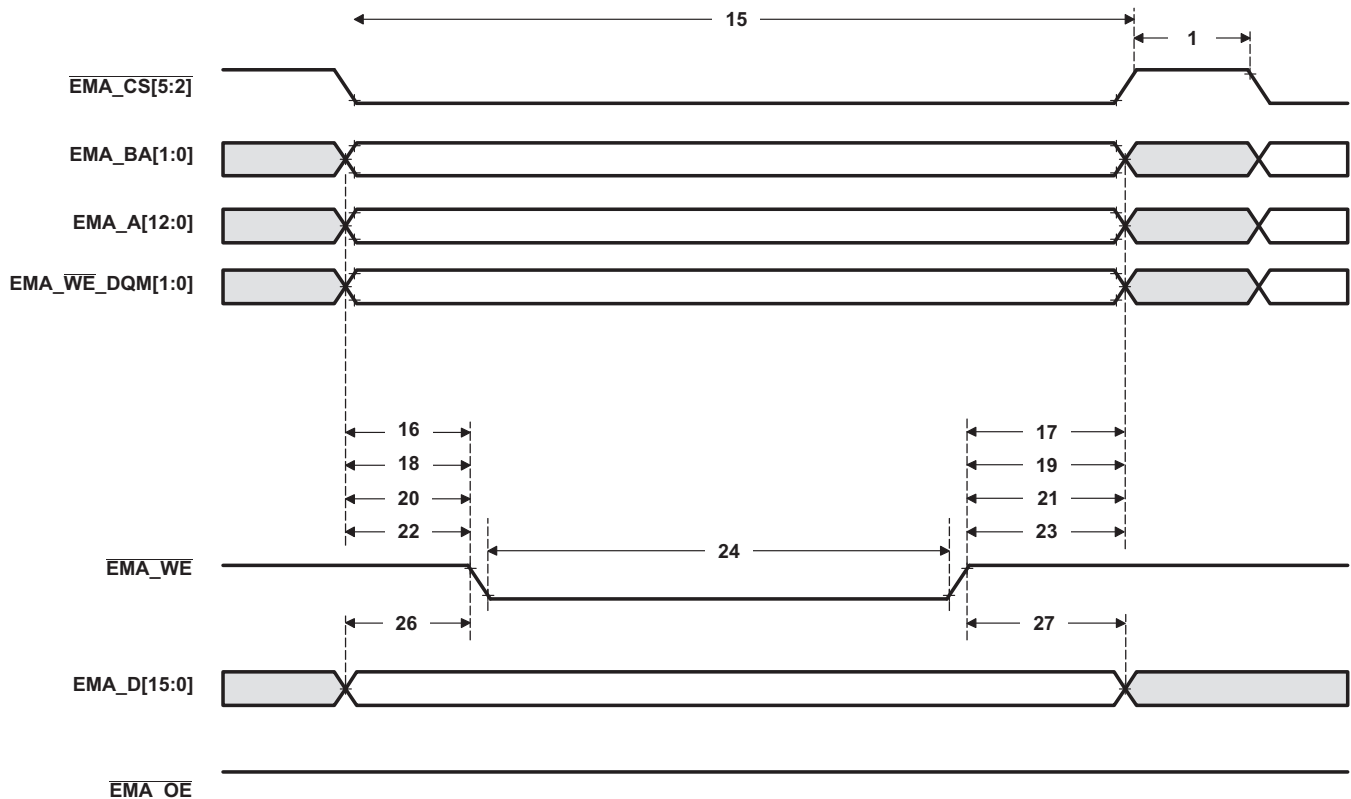 15
1
EMA_CS[5:2]
EMA_BA[1:0]
EMA_A[12:0]
EMA_WE_DQM[1:0]
16 17
18 19
20 21
22 23
24
EMA_WE
26 27
EMA_D[15:0]
EMA_OE